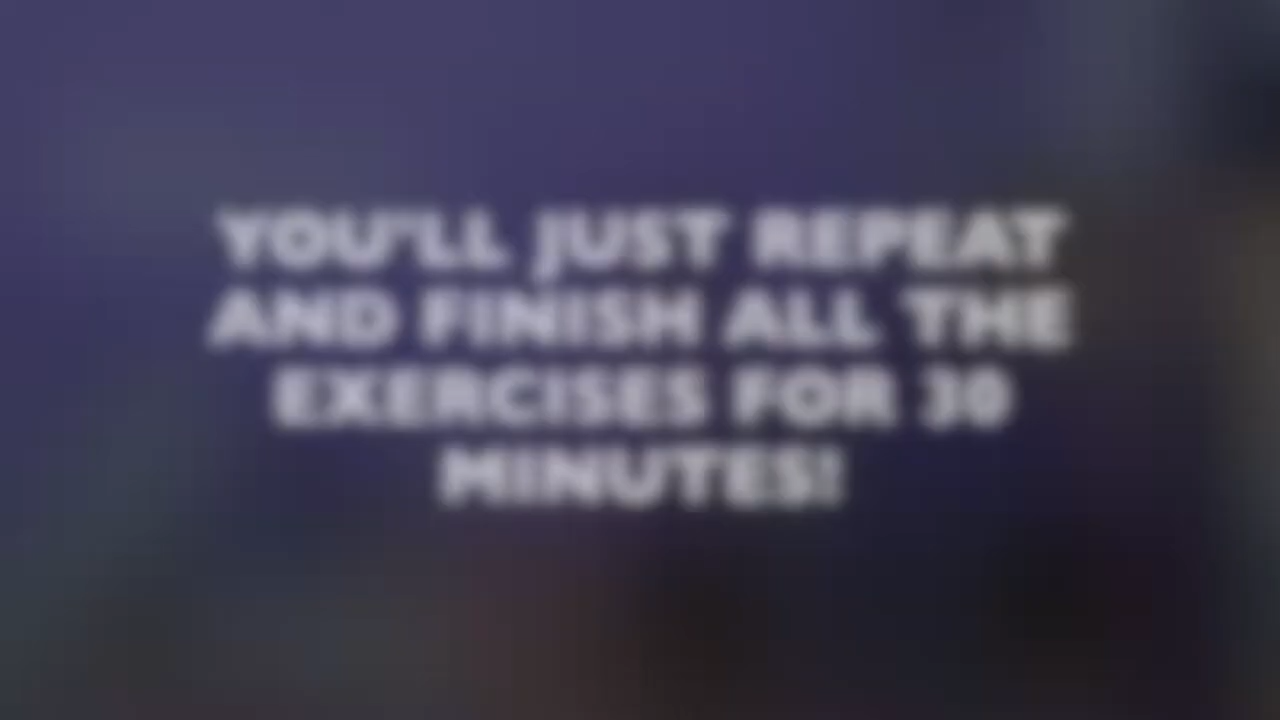 YOU'LL JUST REPEAT
AND FINISH ALL THE
EXERCISES FOR 30
MINUTES!